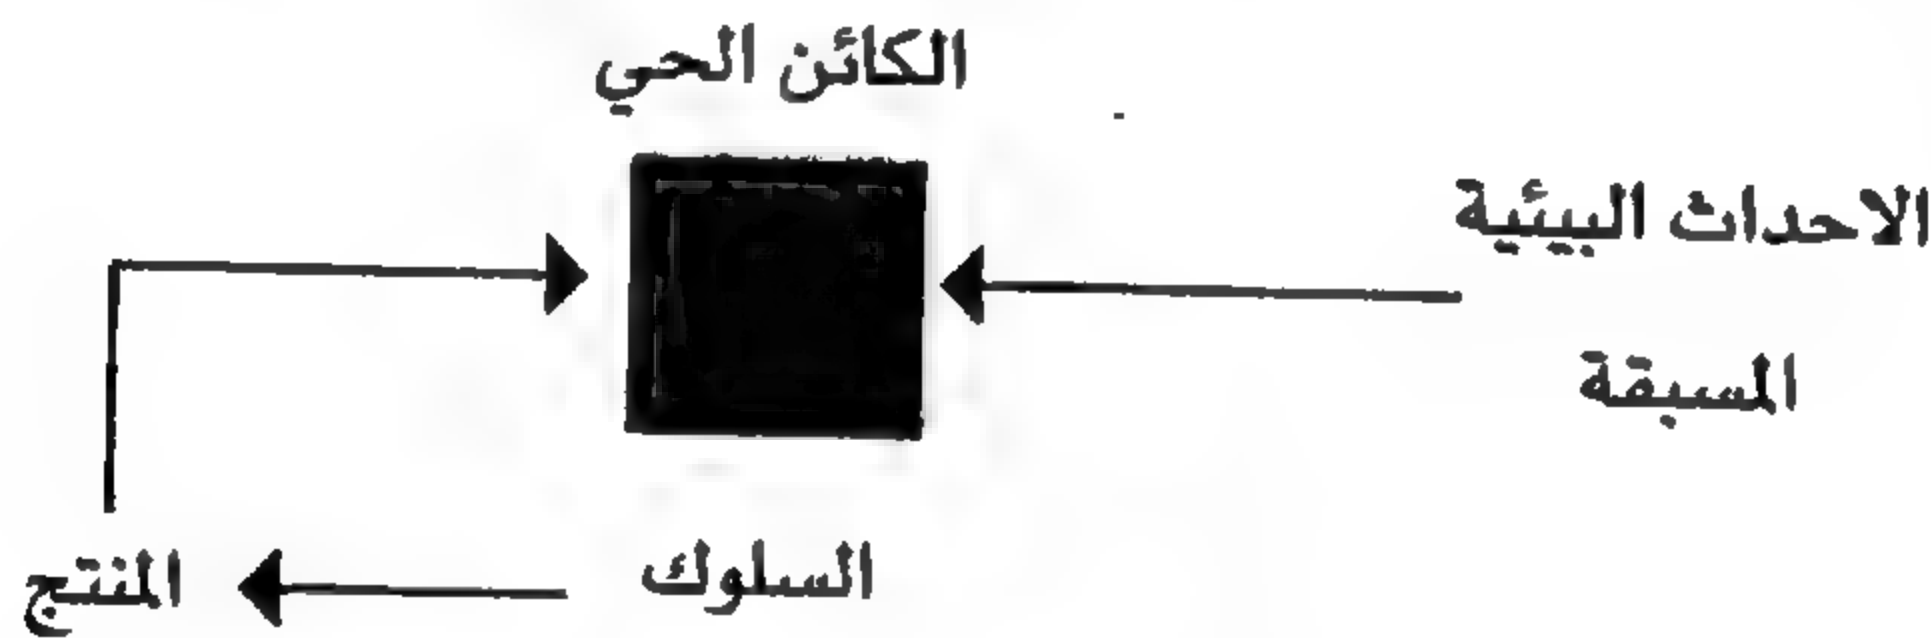 الكائن الحي
الاحداث البيئية
المسبقة
السلوك
المنتج